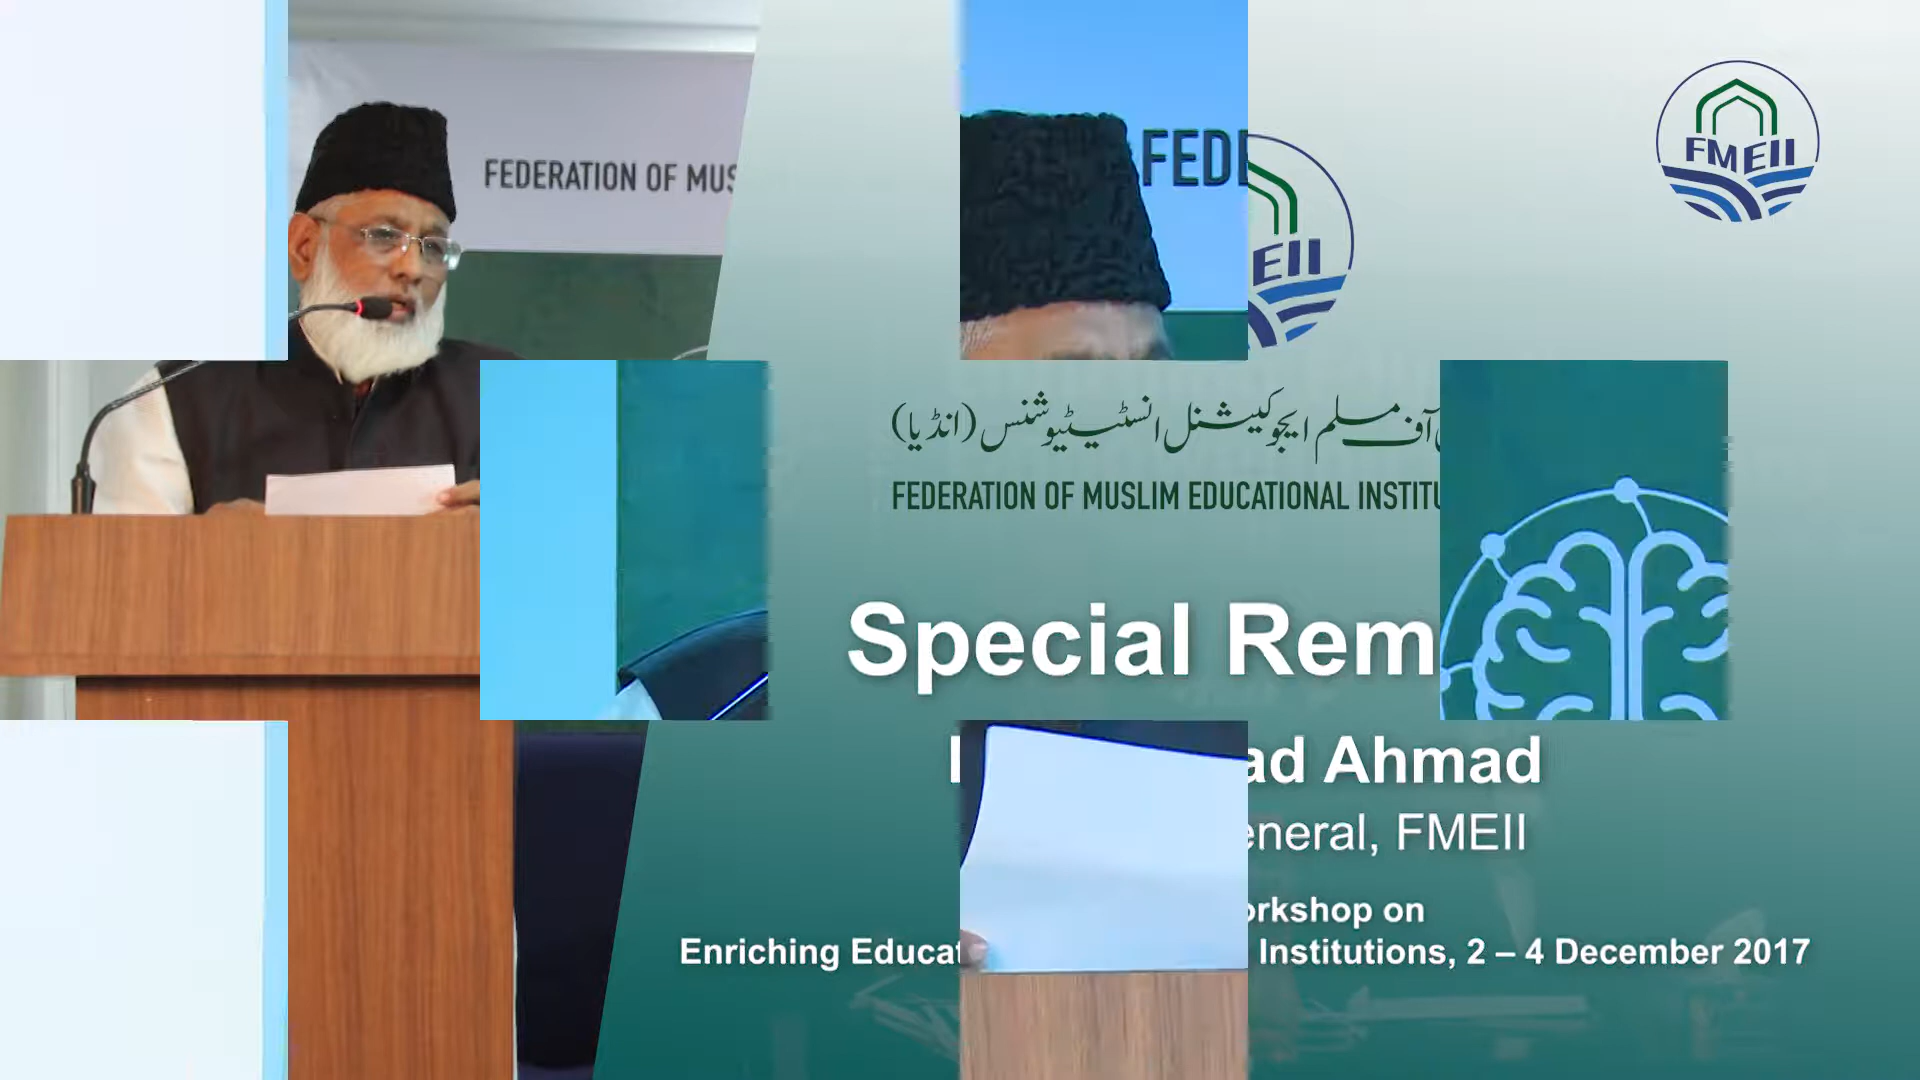 FEDERATION OF MUS
FEDE
FMEII
EII
آف مسلم ایجوکیشنل انسٹیٹیوشنس (انڈیا)
FEDERATION OF MUSLIM EDUCATIONAL INSTITU
Special Rem
ad Ahmad
eneral, FMEII
orkshop on
Enriching Educat Institutions, 2 – 4 December 2017